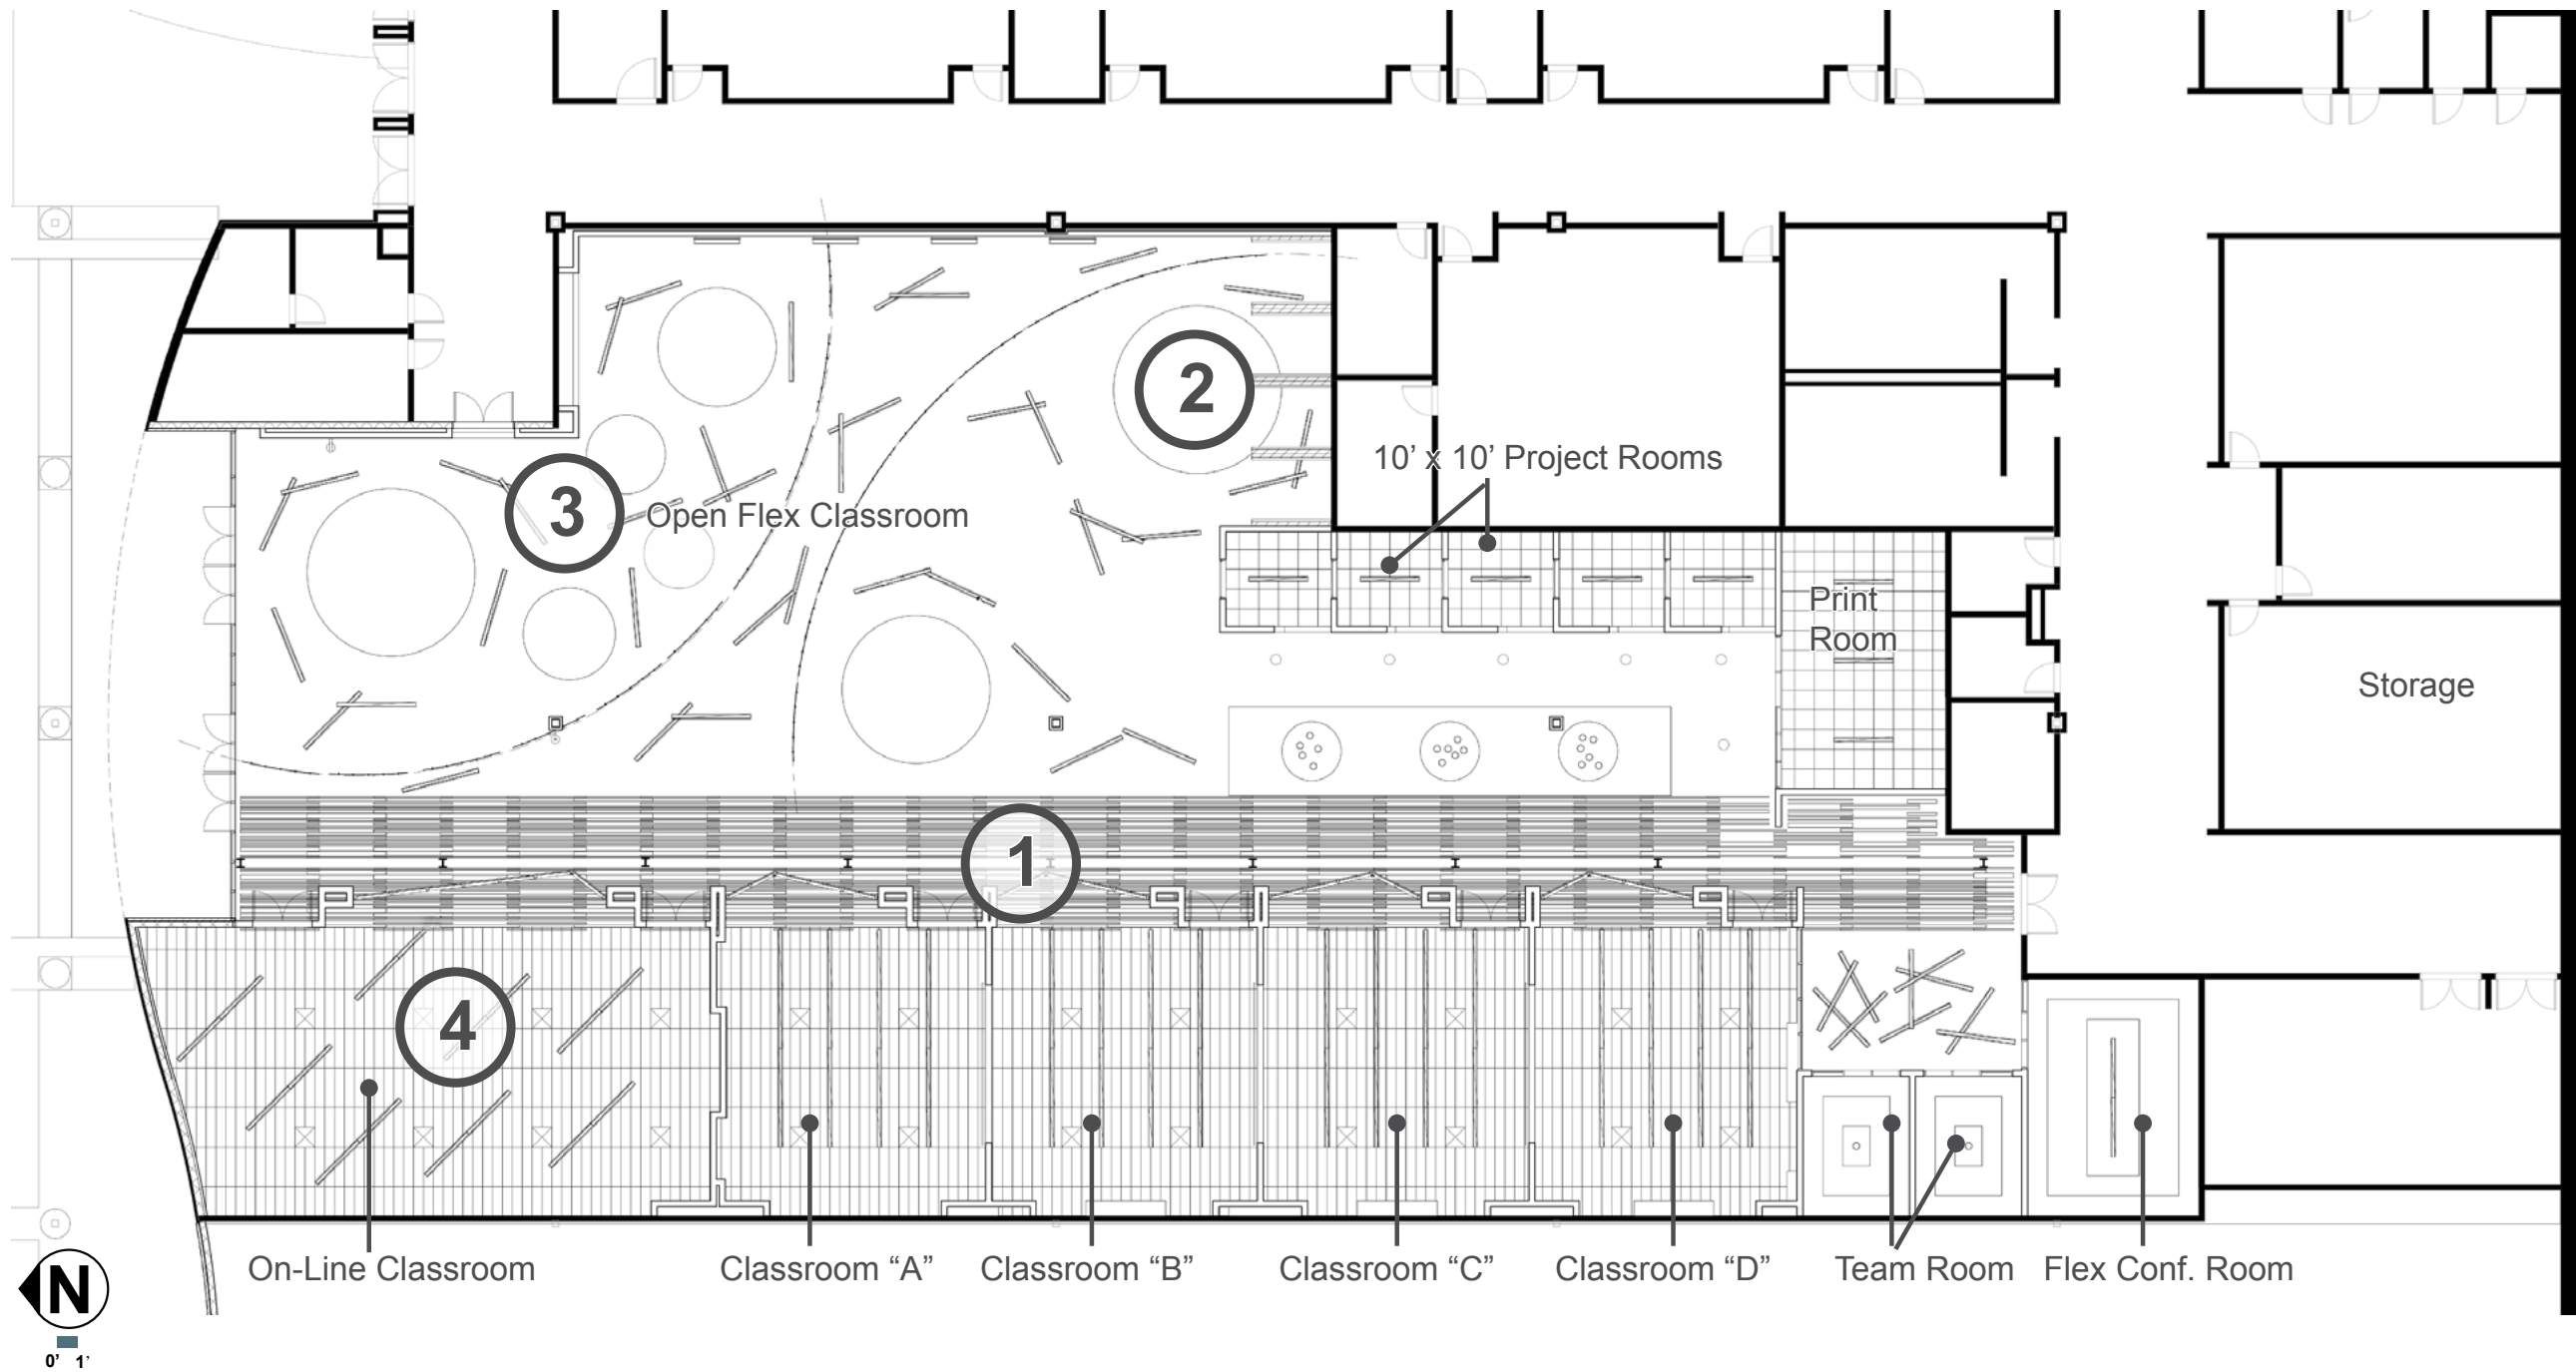 2
10’ x 10’ Project Rooms
3
Open Flex Classroom
Print
Room
Storage
1
4
On-Line Classroom
Classroom “A”
Classroom “B”
Classroom “C”
Classroom “D”
Team Room
Flex Conf. Room
N
0’ 1’